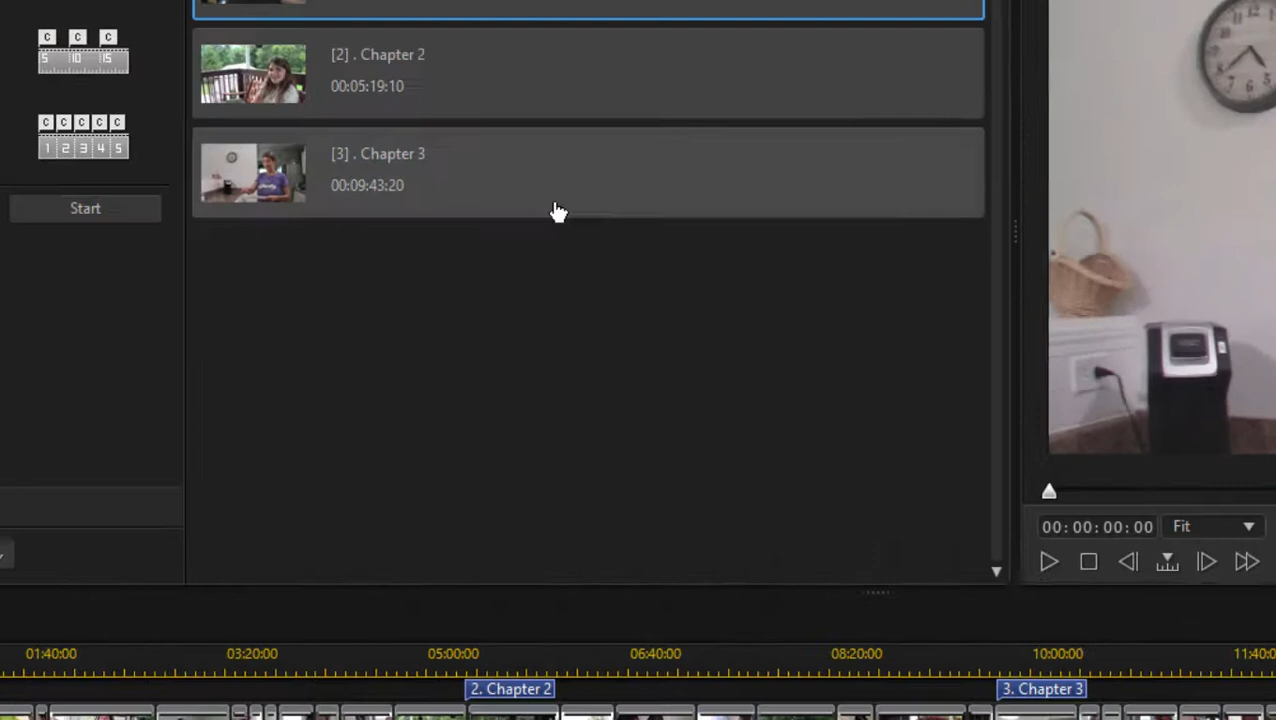 C C C
5 10 15
C C C C C
1 2 3 4 5
Start
[2] . Chapter 2
00:05:19:10
[3] . Chapter 3
00:09:43:20
00:00:00:00 Fit
01:40:00 03:20:00 05:00:00 06:40:00 08:20:00 10:00:00 11:40:0
2. Chapter 2 3. Chapter 3